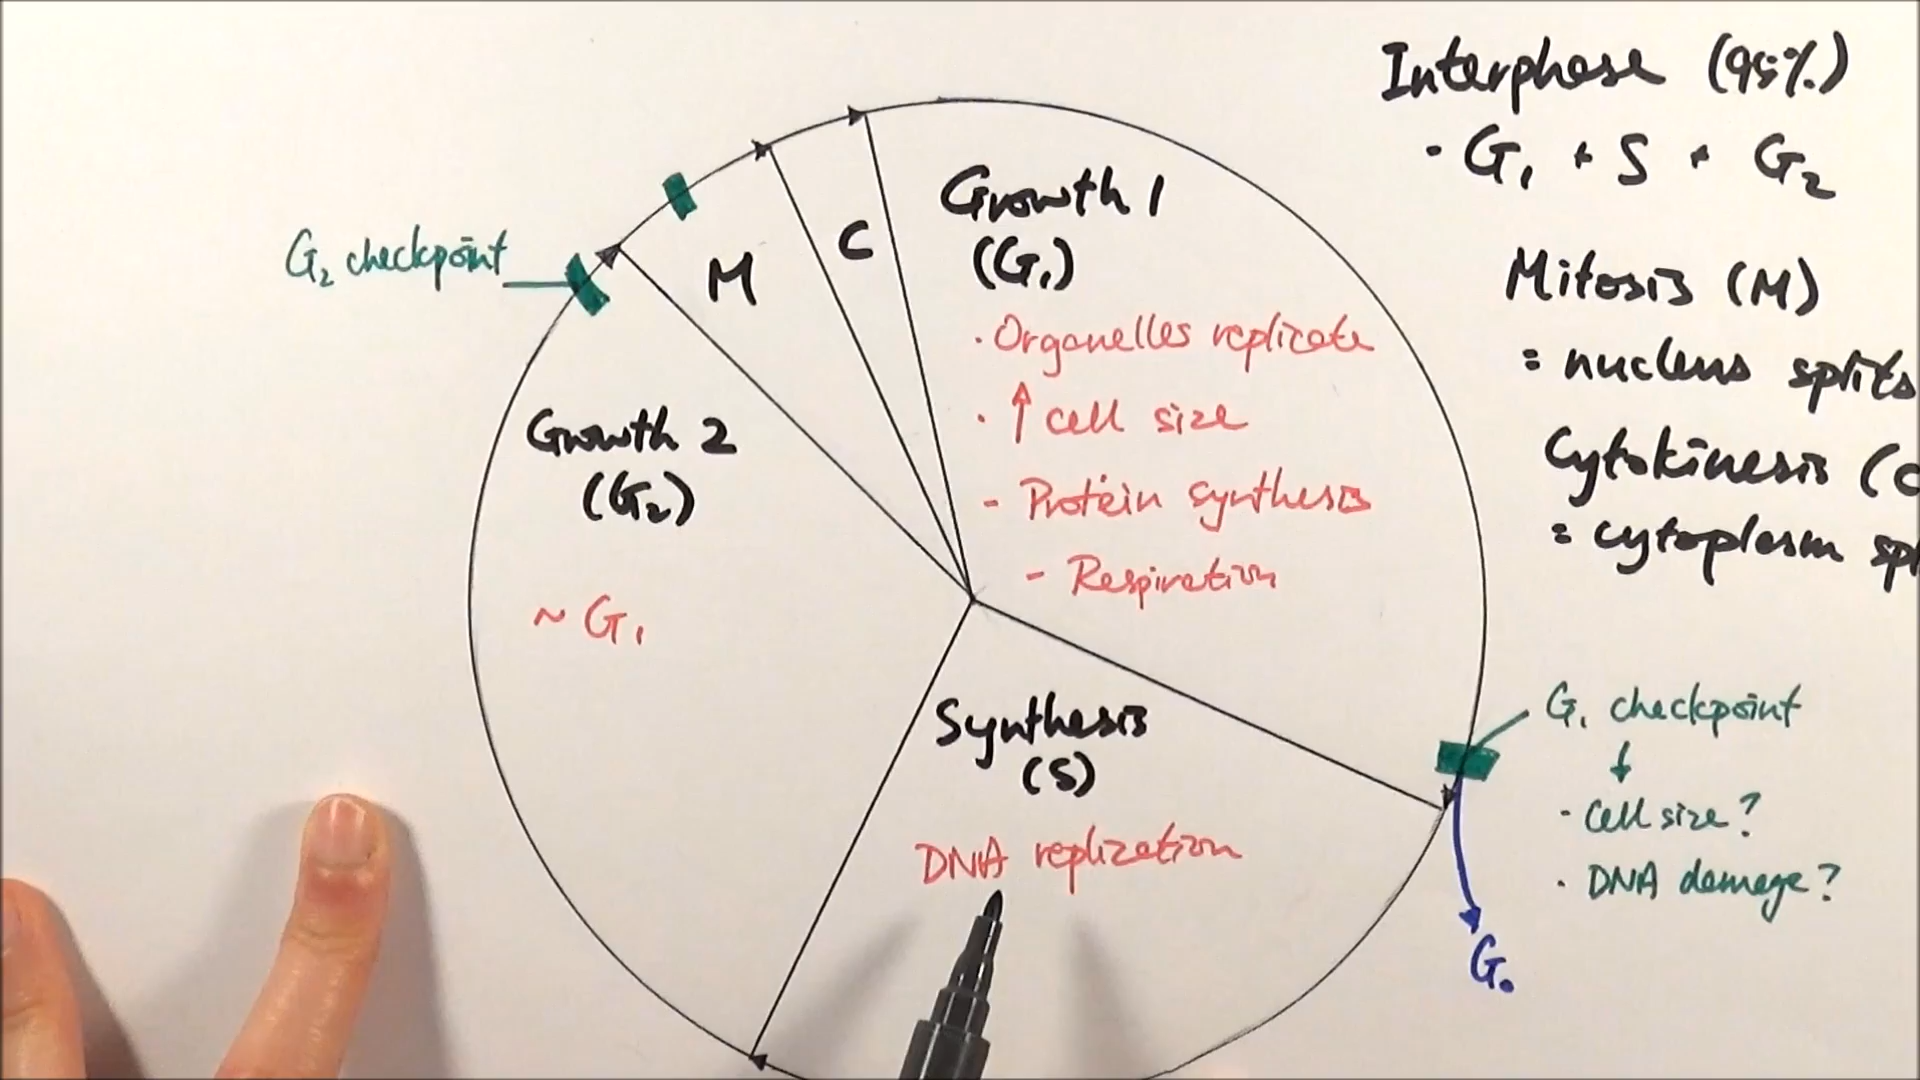 Interphase (95%)
· G₁ + S + G₂
Mitosis (M)
= nucleus splits
Cytokinesis (C
= cytoplasm spl
G₂ checkpoint
M
C
Growth 1
(G₁)
· Organelles replicate
· ↑ cell size
- Protein synthesis
- Respiration
Growth 2
(G₂)
~ G₁
Synthesis
(S)
DNA replication
G₁ checkpoint
↓
· Cell size?
· DNA damage?
G₀